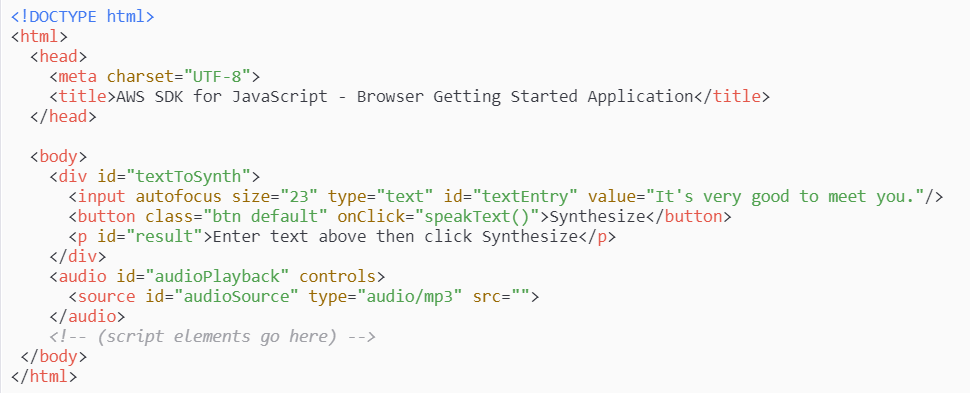 <!DOCTYPE html>
<html>
  <head>
    <meta charset="UTF-8">
    <title>AWS SDK for JavaScript - Browser Getting Started Application</title>
  </head>

  <body>
    <div id="textToSynth">
      <input autofocus size="23" type="text" id="textEntry" value="It's very good to meet you."/>
      <button class="btn default" onClick="speakText()">Synthesize</button>
      <p id="result">Enter text above then click Synthesize</p>
    </div>
    <audio id="audioPlayback" controls>
      <source id="audioSource" type="audio/mp3" src="">
    </audio>
    <!-- (script elements go here) -->
 </body>
</html>